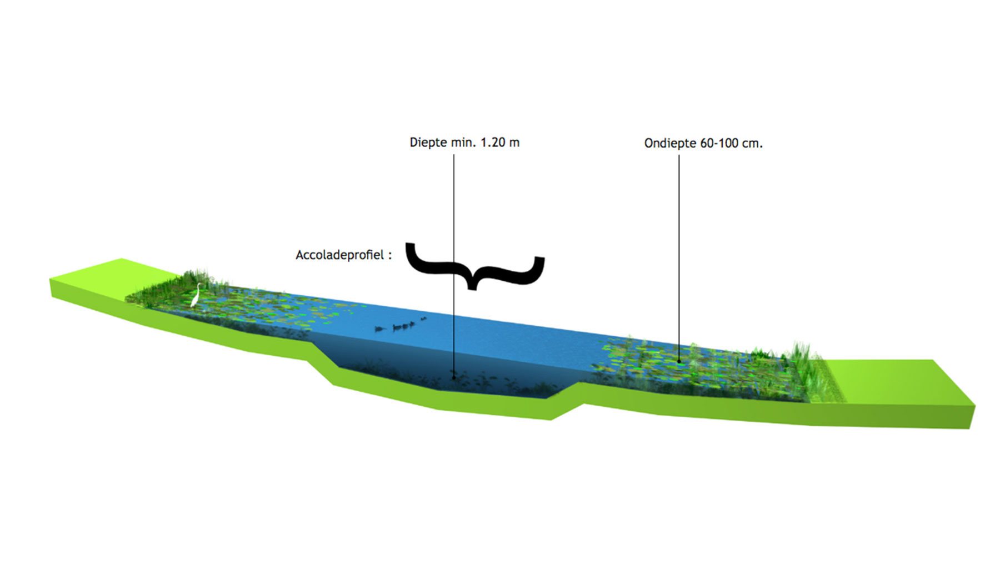 Diepte min. 1.20 m
Ondiepte 60-100 cm.
Accoladeprofiel :